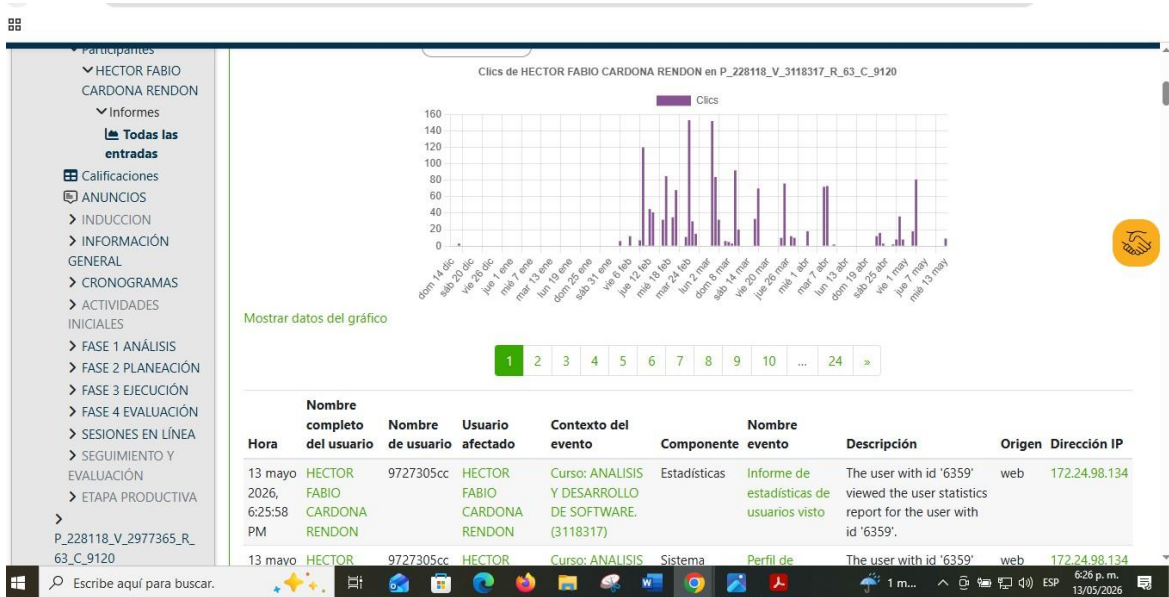 Participantes
HECTOR FABIO
CARDONA RENDON
Informes
Todas las
entradas
Calificaciones
ANUNCIOS
INDUCCION
INFORMACIÓN
GENERAL
CRONOGRAMAS
ACTIVIDADES
INICIALES
FASE 1 ANÁLISIS
FASE 2 PLANEACIÓN
FASE 3 EJECUCIÓN
FASE 4 EVALUACIÓN
SESIONES EN LÍNEA
SEGUIMIENTO Y
EVALUACIÓN
ETAPA PRODUCTIVA
P_228118_V_2977365_R_
63_C_9120
Clics de HECTOR FABIO CARDONA RENDON en P_228118_V_3118317_R_63_C_9120
Clics
160
140
120
100
80
60
40
20
0
dom 14 dic
sáb 20 dic
vie 26 dic
jue 1 ene
mié 7 ene
mar 13 ene
lun 19 ene
dom 25 ene
sáb 31 ene
vie 6 feb
jue 12 feb
mié 18 feb
mar 24 feb
lun 2 mar
dom 8 mar
sáb 14 mar
vie 20 mar
jue 26 mar
mié 1 abr
mar 7 abr
lun 13 abr
dom 19 abr
sáb 25 abr
vie 1 may
jue 7 may
mié 13 may
Mostrar datos del gráfico
1 2 3 4 5 6 7 8 9 10 ... 24 »
Nombre
completo Nombre Usuario Contexto del Nombre
Hora del usuario de usuario afectado evento Componente evento Descripción Origen Dirección IP
13 mayo HECTOR 9727305cc HECTOR Curso: ANALISIS Estadísticas Informe de The user with id '6359' web 172.24.98.134
2026, FABIO FABIO Y DESARROLLO estadísticas de viewed the user statistics
6:25:58 CARDONA CARDONA DE SOFTWARE. usuarios visto report for the user with
PM RENDON RENDON (3118317) id '6359'.
13 mayo HECTOR 9727305cc HECTOR Curso: ANALISIS Sistema Perfil de The user with id '6359' web 172.24.98.134
Escribe aquí para buscar.
1 m...
ESP
6:26 p. m.
13/05/2026